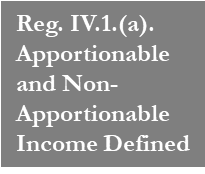 Reg. IV.1.(a).
Apportionable
and Non-
Apportionable
Income Defined